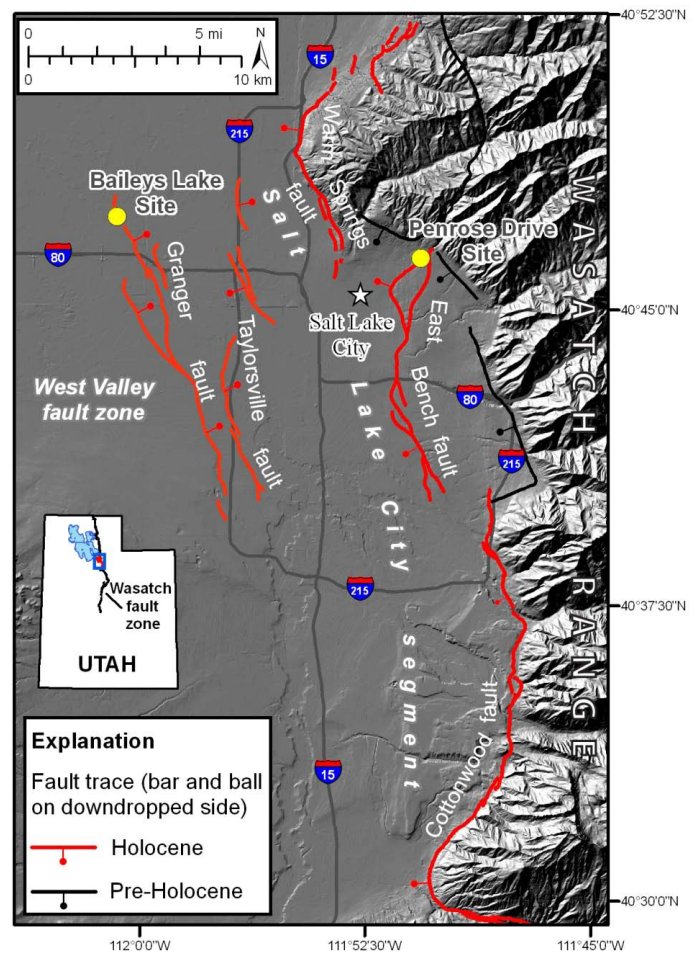 0 5 mi
0 10 km
N
40°52'30"N
15
215
Warm Springs
fault
Baileys Lake
Site
Salt
Penrose Drive
Site
80
Granger
fault
40°45'0"N
Salt Lake
City
East
Bench fault
Taylorsville
fault
West Valley
fault zone
Lake
80
215
City
WASATCH
RANGE
215
40°37'30"N
Wasatch
fault
zone
UTAH
segment
Cottonwood fault
15
Explanation
Fault trace (bar and ball
on downdropped side)
Holocene
Pre-Holocene
40°30'0"N
112°0'0"W 111°52'30"W 111°45'0"W